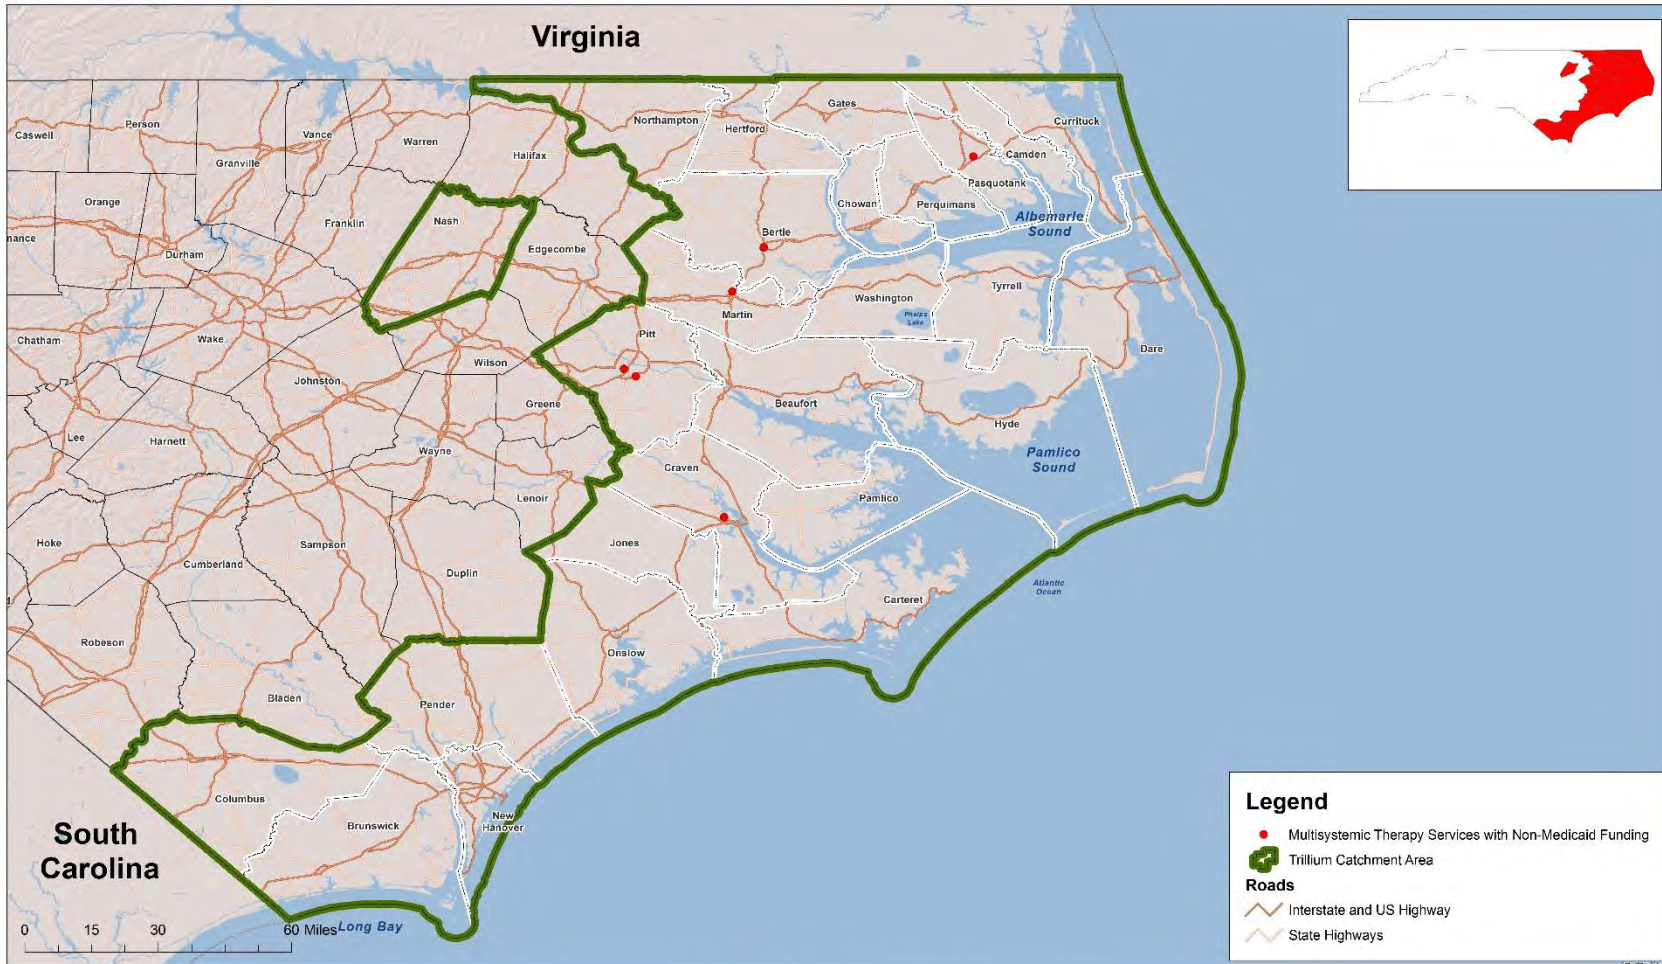 Virginia
Gates
Currituck
Northampton
Hertford
Person
Caswell
Vance
Warren
Granville
Halifax
Camden
Pasquotank
Orange
Chowan
Perquimans
Nash
Franklin
Albemarle
Sound
Bertie
Edgecombe
Durham
Tyrrell
Washington
Martin
Phelps
Lake
Pitt
Chatham
Wake
Dare
Wilson
Johnston
Greene
Beaufort
Hyde
Lee
Harnett
Wayne
Pamlico
Sound
Craven
Lenoir
Pamlico
Hoke
Jones
Sampson
Cumberland
Duplin
Atlantic
Ocean
Carteret
Robeson
Onslow
Bladen
Pender
Columbus
New
Hanover
Brunswick
South
Carolina
Long Bay
0 15 30 60 Miles
Legend
Multisystemic Therapy Services with Non-Medicaid Funding
Trillium Catchment Area
Roads
Interstate and US Highway
State Highways